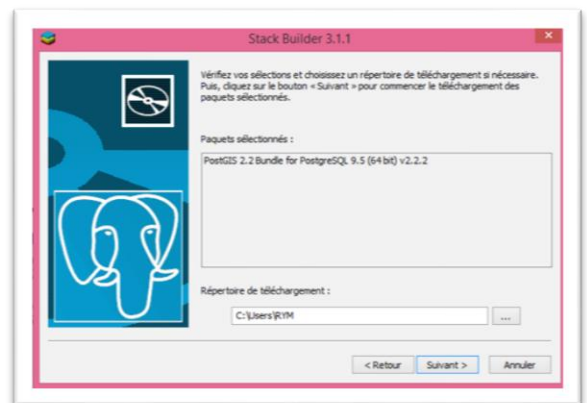 Stack Builder 3.1.1
Vérifiez vos sélections et choisissez un répertoire de téléchargement si nécessaire.
Puis, cliquez sur le bouton « Suivant » pour commencer le téléchargement des
paquets sélectionnés.
Paquets sélectionnés :
PostGIS 2.2 Bundle for PostgreSQL 9.5 (64 bit) v2.2.2
Répertoire de téléchargement :
C:\Users\RYM
...
< Retour
Suivant >
Annuler